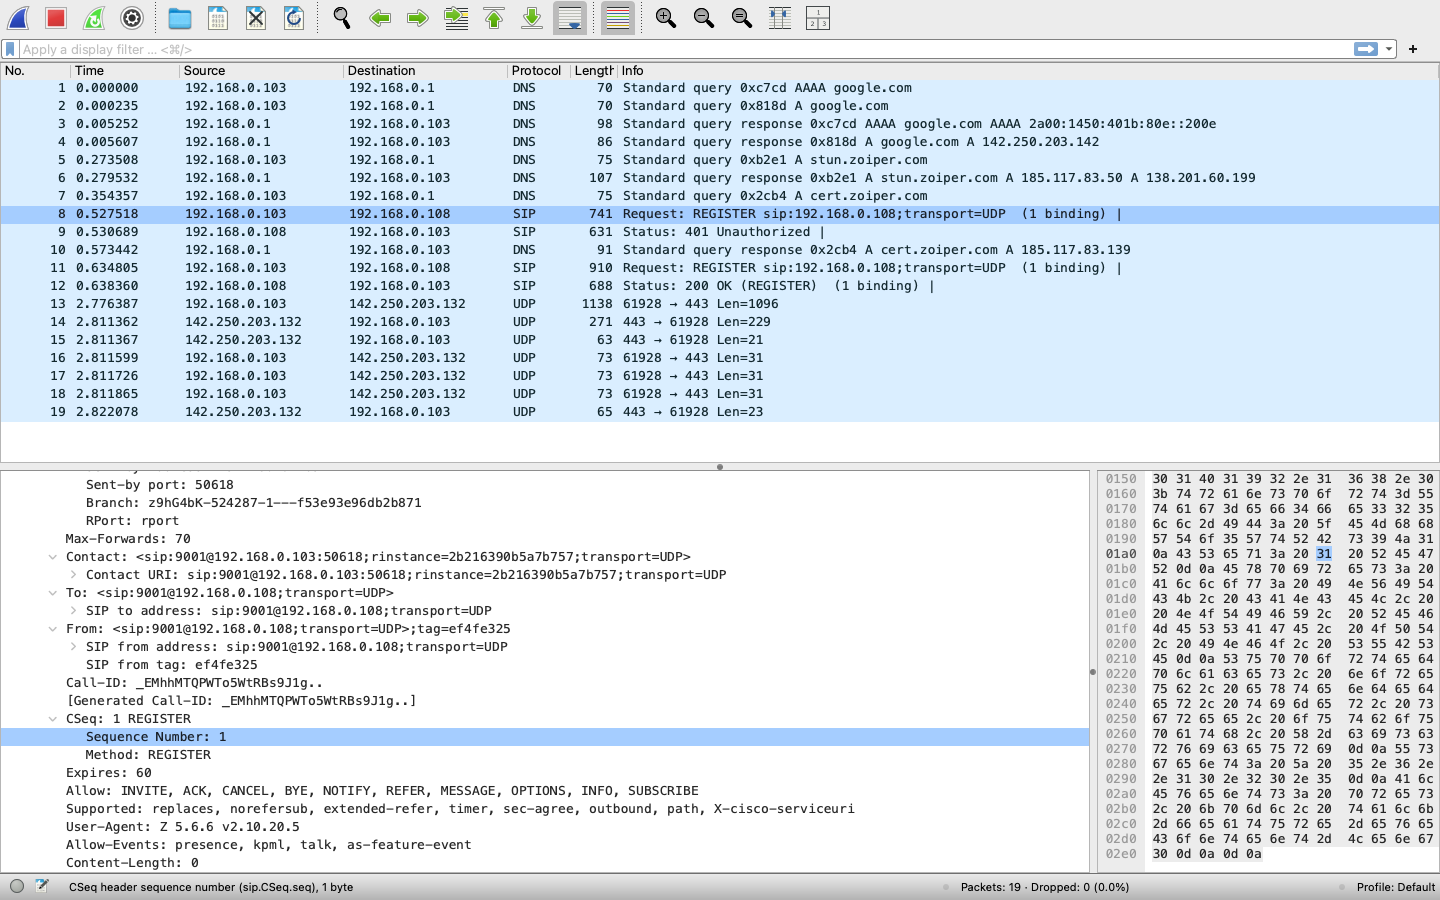 Apply a display filter ... <⌘/>
+
No. Time Source Destination Protocol Length Info
1 0.000000 192.168.0.103 192.168.0.1 DNS 70 Standard query 0xc7cd AAAA google.com
2 0.000235 192.168.0.103 192.168.0.1 DNS 70 Standard query 0x818d A google.com
3 0.005252 192.168.0.1 192.168.0.103 DNS 98 Standard query response 0xc7cd AAAA google.com AAAA 2a00:1450:401b:80e::200e
4 0.005607 192.168.0.1 192.168.0.103 DNS 86 Standard query response 0x818d A google.com A 142.250.203.142
5 0.273508 192.168.0.103 192.168.0.1 DNS 75 Standard query 0xb2e1 A stun.zoiper.com
6 0.279532 192.168.0.1 192.168.0.103 DNS 107 Standard query response 0xb2e1 A stun.zoiper.com A 185.117.83.50 A 138.201.60.199
7 0.354357 192.168.0.103 192.168.0.1 DNS 75 Standard query 0x2cb4 A cert.zoiper.com
8 0.527518 192.168.0.103 192.168.0.108 SIP 741 Request: REGISTER sip:192.168.0.108;transport=UDP  (1 binding) |
9 0.530689 192.168.0.108 192.168.0.103 SIP 631 Status: 401 Unauthorized |
10 0.573442 192.168.0.1 192.168.0.103 DNS 91 Standard query response 0x2cb4 A cert.zoiper.com A 185.117.83.139
11 0.634805 192.168.0.103 192.168.0.108 SIP 910 Request: REGISTER sip:192.168.0.108;transport=UDP  (1 binding) |
12 0.638360 192.168.0.108 192.168.0.103 SIP 688 Status: 200 OK (REGISTER)  (1 binding) |
13 2.776387 192.168.0.103 142.250.203.132 UDP 1138 61928 → 443 Len=1096
14 2.811362 142.250.203.132 192.168.0.103 UDP 271 443 → 61928 Len=229
15 2.811367 142.250.203.132 192.168.0.103 UDP 63 443 → 61928 Len=21
16 2.811599 192.168.0.103 142.250.203.132 UDP 73 61928 → 443 Len=31
17 2.811726 192.168.0.103 142.250.203.132 UDP 73 61928 → 443 Len=31
18 2.811865 192.168.0.103 142.250.203.132 UDP 73 61928 → 443 Len=31
19 2.822078 142.250.203.132 192.168.0.103 UDP 65 443 → 61928 Len=23
Sent-by port: 50618
Branch: z9hG4bK-524287-1---f53e93e96db2b871
RPort: rport
Max-Forwards: 70
Contact: <sip:9001@192.168.0.103:50618;rinstance=2b216390b5a7b757;transport=UDP>
Contact URI: sip:9001@192.168.0.103:50618;rinstance=2b216390b5a7b757;transport=UDP
To: <sip:9001@192.168.0.108;transport=UDP>
SIP to address: sip:9001@192.168.0.108;transport=UDP
From: <sip:9001@192.168.0.108;transport=UDP>;tag=ef4fe325
SIP from address: sip:9001@192.168.0.108;transport=UDP
SIP from tag: ef4fe325
Call-ID: _EMhhMTQPWTo5WtRBs9J1g..
[Generated Call-ID: _EMhhMTQPWTo5WtRBs9J1g..]
CSeq: 1 REGISTER
Sequence Number: 1
Method: REGISTER
Expires: 60
Allow: INVITE, ACK, CANCEL, BYE, NOTIFY, REFER, MESSAGE, OPTIONS, INFO, SUBSCRIBE
Supported: replaces, norefersub, extended-refer, timer, sec-agree, outbound, path, X-cisco-serviceuri
User-Agent: Z 5.6.6 v2.10.20.5
Allow-Events: presence, kpml, talk, as-feature-event
Content-Length: 0
0150 30 31 40 31 39 32 2e 31 36 38 2e 30
0160 3b 74 72 61 6e 73 70 6f 72 74 3d 55
0170 74 61 67 3d 65 66 34 66 65 33 32 35
0180 6c 6c 2d 49 44 3a 20 5f 45 4d 68 68
0190 57 54 6f 35 57 74 52 42 73 39 4a 31
01a0 0a 43 53 65 71 3a 20 31 20 52 45 47
01b0 52 0d 0a 45 78 70 69 72 65 73 3a 20
01c0 41 6c 6c 6f 77 3a 20 49 4e 56 49 54
01d0 43 4b 2c 20 43 41 4e 43 45 4c 2c 20
01e0 20 4e 4f 54 49 46 59 2c 20 52 45 46
01f0 4d 45 53 53 41 47 45 2c 20 4f 50 54
0200 2c 20 49 4e 46 4f 2c 20 53 55 42 53
0210 45 0d 0a 53 75 70 70 6f 72 74 65 64
0220 70 6c 61 63 65 73 2c 20 6e 6f 72 65
0230 75 62 2c 20 65 78 74 65 6e 64 65 64
0240 65 72 2c 20 74 69 6d 65 72 2c 20 73
0250 67 72 65 65 2c 20 6f 75 74 62 6f 75
0260 70 61 74 68 2c 20 58 2d 63 69 73 63
0270 72 76 69 63 65 75 72 69 0d 0a 55 73
0280 67 65 6e 74 3a 20 5a 20 35 2e 36 2e
0290 2e 31 30 2e 32 30 2e 35 0d 0a 41 6c
02a0 45 76 65 6e 74 73 3a 20 70 72 65 73
02b0 2c 20 6b 70 6d 6c 2c 20 74 61 6c 6b
02c0 2d 66 65 61 74 75 72 65 2d 65 76 65
02d0 43 6f 6e 74 65 6e 74 2d 4c 65 6e 67
02e0 30 0d 0a 0d 0a
CSeq header sequence number (sip.CSeq.seq), 1 byte
Packets: 19 · Dropped: 0 (0.0%)
Profile: Default